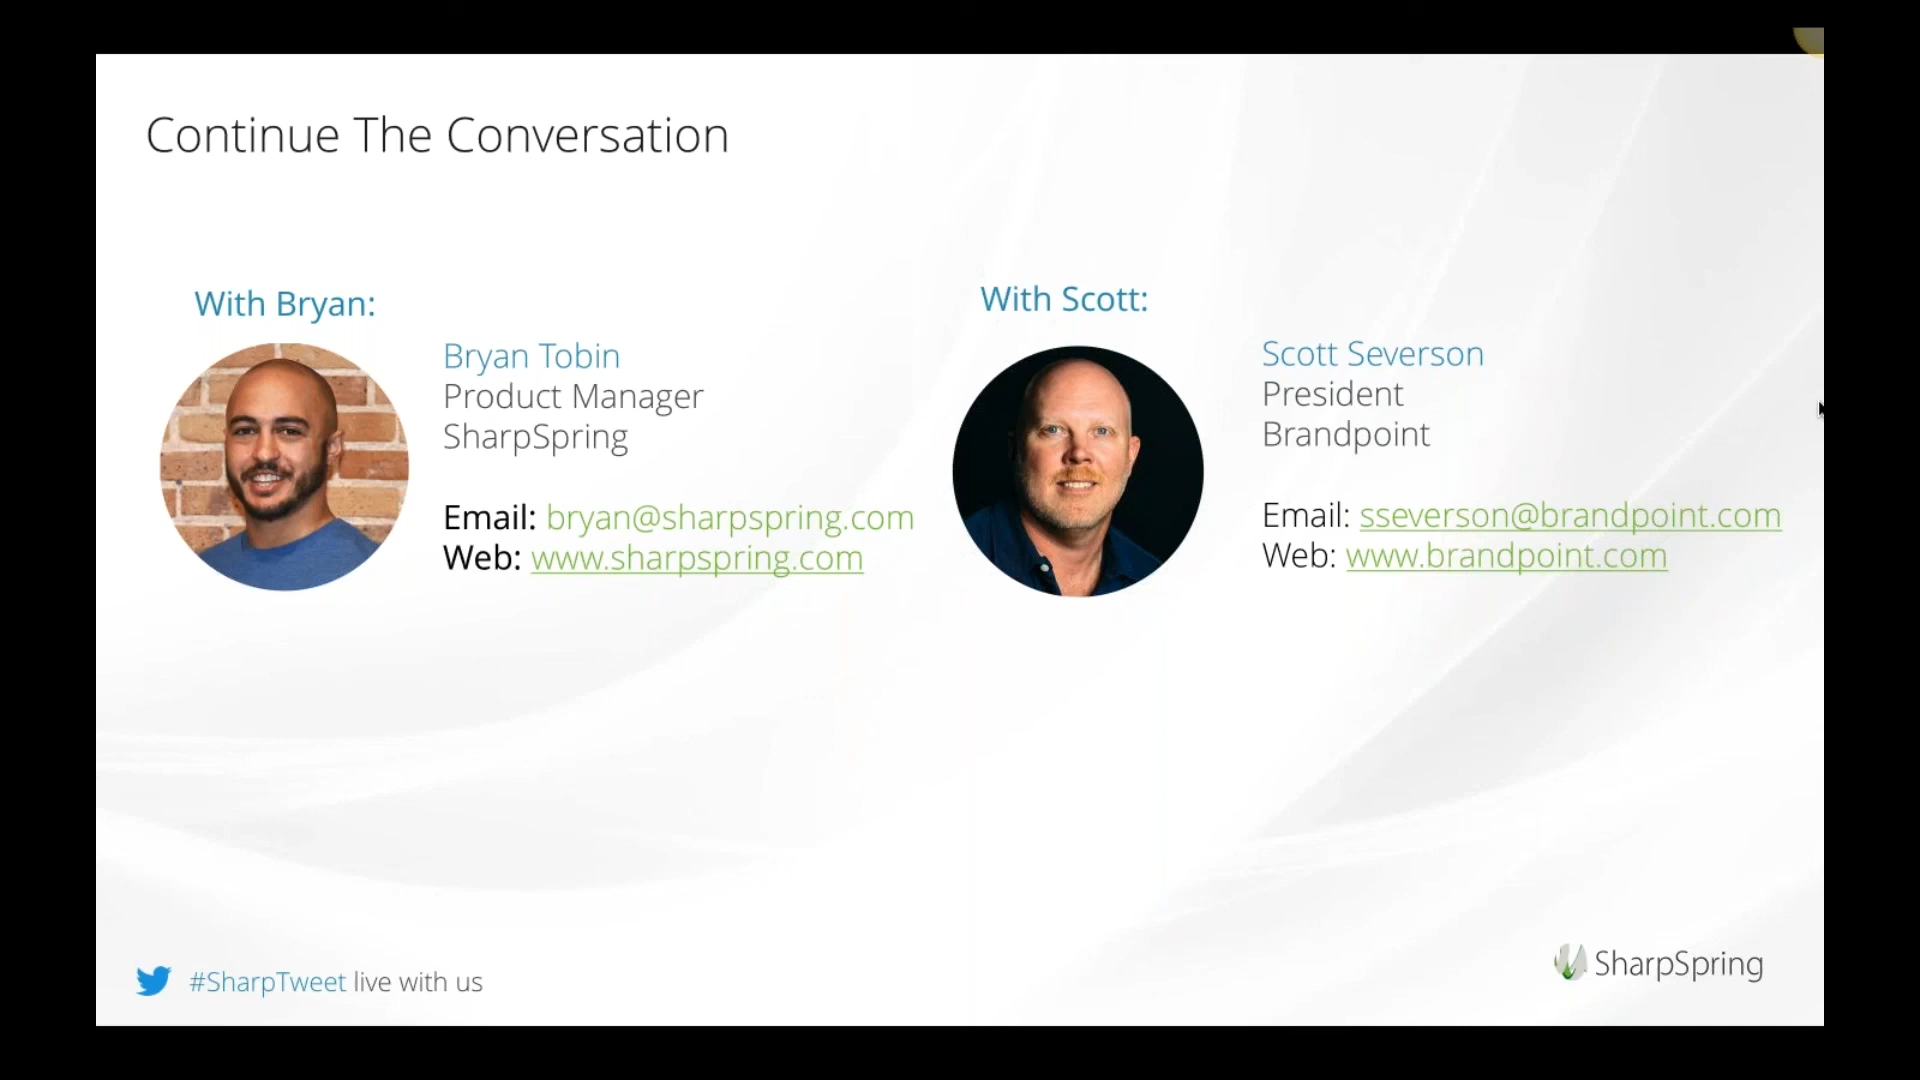 Continue The Conversation
With Bryan:
Bryan Tobin
Product Manager
SharpSpring
Email: bryan@sharpspring.com
Web: www.sharpspring.com
With Scott:
Scott Severson
President
Brandpoint
Email: sseverson@brandpoint.com
Web: www.brandpoint.com
#SharpTweet live with us
SharpSpring